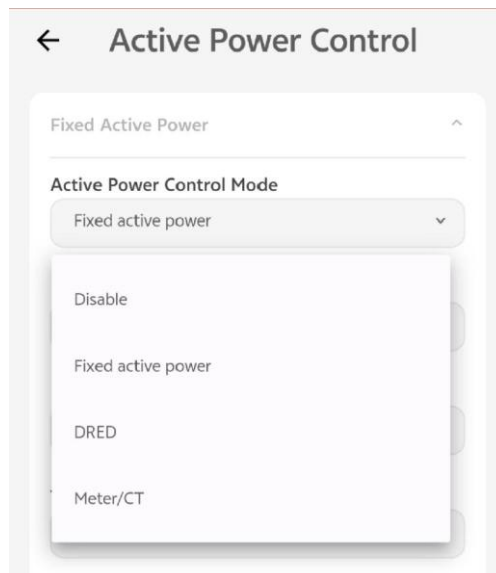 Active Power Control
Fixed Active Power
Active Power Control Mode
Fixed active power
Disable
Fixed active power
DRED
Meter/CT